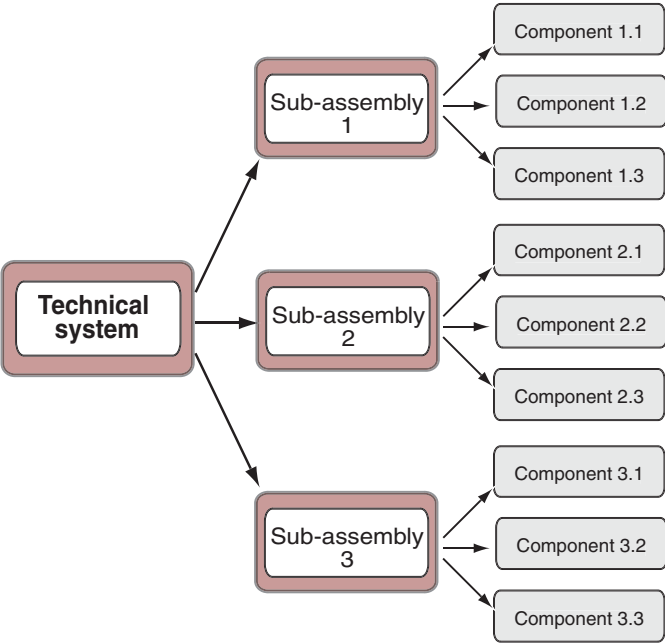 Technical
system
Sub-assembly
1
Component 1.1
Component 1.2
Component 1.3
Sub-assembly
2
Component 2.1
Component 2.2
Component 2.3
Sub-assembly
3
Component 3.1
Component 3.2
Component 3.3